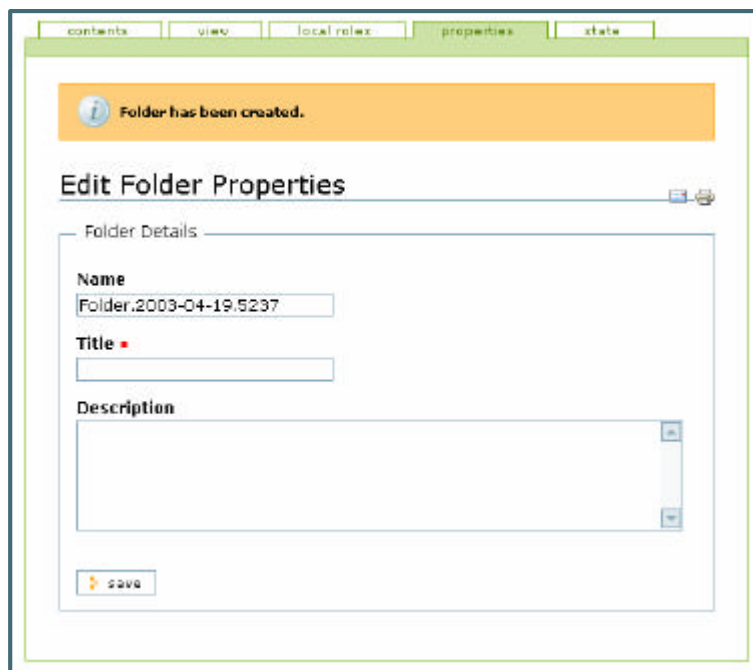 contents view local roles properties state
Folder has been created.
Edit Folder Properties
Folder Details
Name
Folder.2003-04-19.5237
Title
Description
save